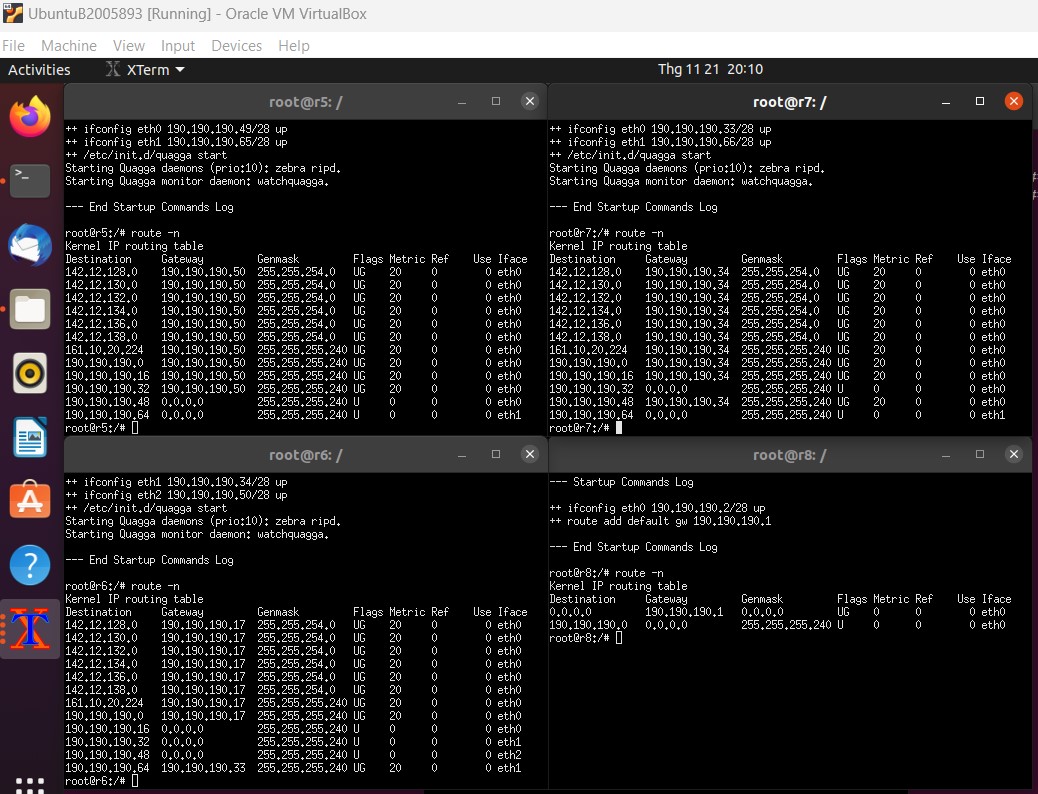 UbuntuB2005893 [Running] - Oracle VM VirtualBox
File Machine View Input Devices Help
Activities XTerm Thg 11 21 20:10
root@r5: /
++ ifconfig eth0 190.190.190.49/28 up
++ ifconfig eth1 190.190.190.65/28 up
++ /etc/init.d/quagga start
Starting Quagga daemons (prio:10): zebra ripd.
Starting Quagga monitor daemon: watchquagga.
--- End Startup Commands Log
root@r5:/# route -n
Kernel IP routing table
Destination Gateway Genmask Flags Metric Ref Use Iface
142.12.128.0 190.190.190.50 255.255.254.0 UG 20 0 0 eth0
142.12.130.0 190.190.190.50 255.255.254.0 UG 20 0 0 eth0
142.12.132.0 190.190.190.50 255.255.254.0 UG 20 0 0 eth0
142.12.134.0 190.190.190.50 255.255.254.0 UG 20 0 0 eth0
142.12.136.0 190.190.190.50 255.255.254.0 UG 20 0 0 eth0
142.12.138.0 190.190.190.50 255.255.254.0 UG 20 0 0 eth0
161.10.20.224 190.190.190.50 255.255.255.240 UG 20 0 0 eth0
190.190.190.0 190.190.190.50 255.255.255.240 UG 20 0 0 eth0
190.190.190.16 190.190.190.50 255.255.255.240 UG 20 0 0 eth0
190.190.190.32 190.190.190.50 255.255.255.240 UG 20 0 0 eth0
190.190.190.48 0.0.0.0 255.255.255.240 U 0 0 0 eth0
190.190.190.64 0.0.0.0 255.255.255.240 U 0 0 0 eth1
root@r5:/#
root@r7: /
++ ifconfig eth0 190.190.190.33/28 up
++ ifconfig eth1 190.190.190.66/28 up
++ /etc/init.d/quagga start
Starting Quagga daemons (prio:10): zebra ripd.
Starting Quagga monitor daemon: watchquagga.
--- End Startup Commands Log
root@r7:/# route -n
Kernel IP routing table
Destination Gateway Genmask Flags Metric Ref Use Iface
142.12.128.0 190.190.190.34 255.255.254.0 UG 20 0 0 eth0
142.12.130.0 190.190.190.34 255.255.254.0 UG 20 0 0 eth0
142.12.132.0 190.190.190.34 255.255.254.0 UG 20 0 0 eth0
142.12.134.0 190.190.190.34 255.255.254.0 UG 20 0 0 eth0
142.12.136.0 190.190.190.34 255.255.254.0 UG 20 0 0 eth0
142.12.138.0 190.190.190.34 255.255.254.0 UG 20 0 0 eth0
161.10.20.224 190.190.190.34 255.255.255.240 UG 20 0 0 eth0
190.190.190.0 190.190.190.34 255.255.255.240 UG 20 0 0 eth0
190.190.190.16 190.190.190.34 255.255.255.240 UG 20 0 0 eth0
190.190.190.32 0.0.0.0 255.255.255.240 U 0 0 0 eth0
190.190.190.48 190.190.190.34 255.255.255.240 UG 20 0 0 eth0
190.190.190.64 0.0.0.0 255.255.255.240 U 0 0 0 eth1
root@r7:/#
root@r6: /
++ ifconfig eth1 190.190.190.34/28 up
++ ifconfig eth2 190.190.190.50/28 up
++ /etc/init.d/quagga start
Starting Quagga daemons (prio:10): zebra ripd.
Starting Quagga monitor daemon: watchquagga.
--- End Startup Commands Log
root@r6:/# route -n
Kernel IP routing table
Destination Gateway Genmask Flags Metric Ref Use Iface
142.12.128.0 190.190.190.17 255.255.254.0 UG 20 0 0 eth0
142.12.130.0 190.190.190.17 255.255.254.0 UG 20 0 0 eth0
142.12.132.0 190.190.190.17 255.255.254.0 UG 20 0 0 eth0
142.12.134.0 190.190.190.17 255.255.254.0 UG 20 0 0 eth0
142.12.136.0 190.190.190.17 255.255.254.0 UG 20 0 0 eth0
142.12.138.0 190.190.190.17 255.255.254.0 UG 20 0 0 eth0
161.10.20.224 190.190.190.17 255.255.255.240 UG 20 0 0 eth0
190.190.190.0 190.190.190.17 255.255.255.240 UG 20 0 0 eth0
190.190.190.16 0.0.0.0 255.255.255.240 U 0 0 0 eth0
190.190.190.32 0.0.0.0 255.255.255.240 U 0 0 0 eth1
190.190.190.48 0.0.0.0 255.255.255.240 U 0 0 0 eth2
190.190.190.64 190.190.190.33 255.255.255.240 UG 20 0 0 eth1
root@r6:/#
root@r8: /
--- Startup Commands Log
++ ifconfig eth0 190.190.190.2/28 up
++ route add default gw 190.190.190.1
--- End Startup Commands Log
root@r8:/# route -n
Kernel IP routing table
Destination Gateway Genmask Flags Metric Ref Use Iface
0.0.0.0 190.190.190.1 0.0.0.0 UG 0 0 0 eth0
190.190.190.0 0.0.0.0 255.255.255.240 U 0 0 0 eth0
root@r8:/#